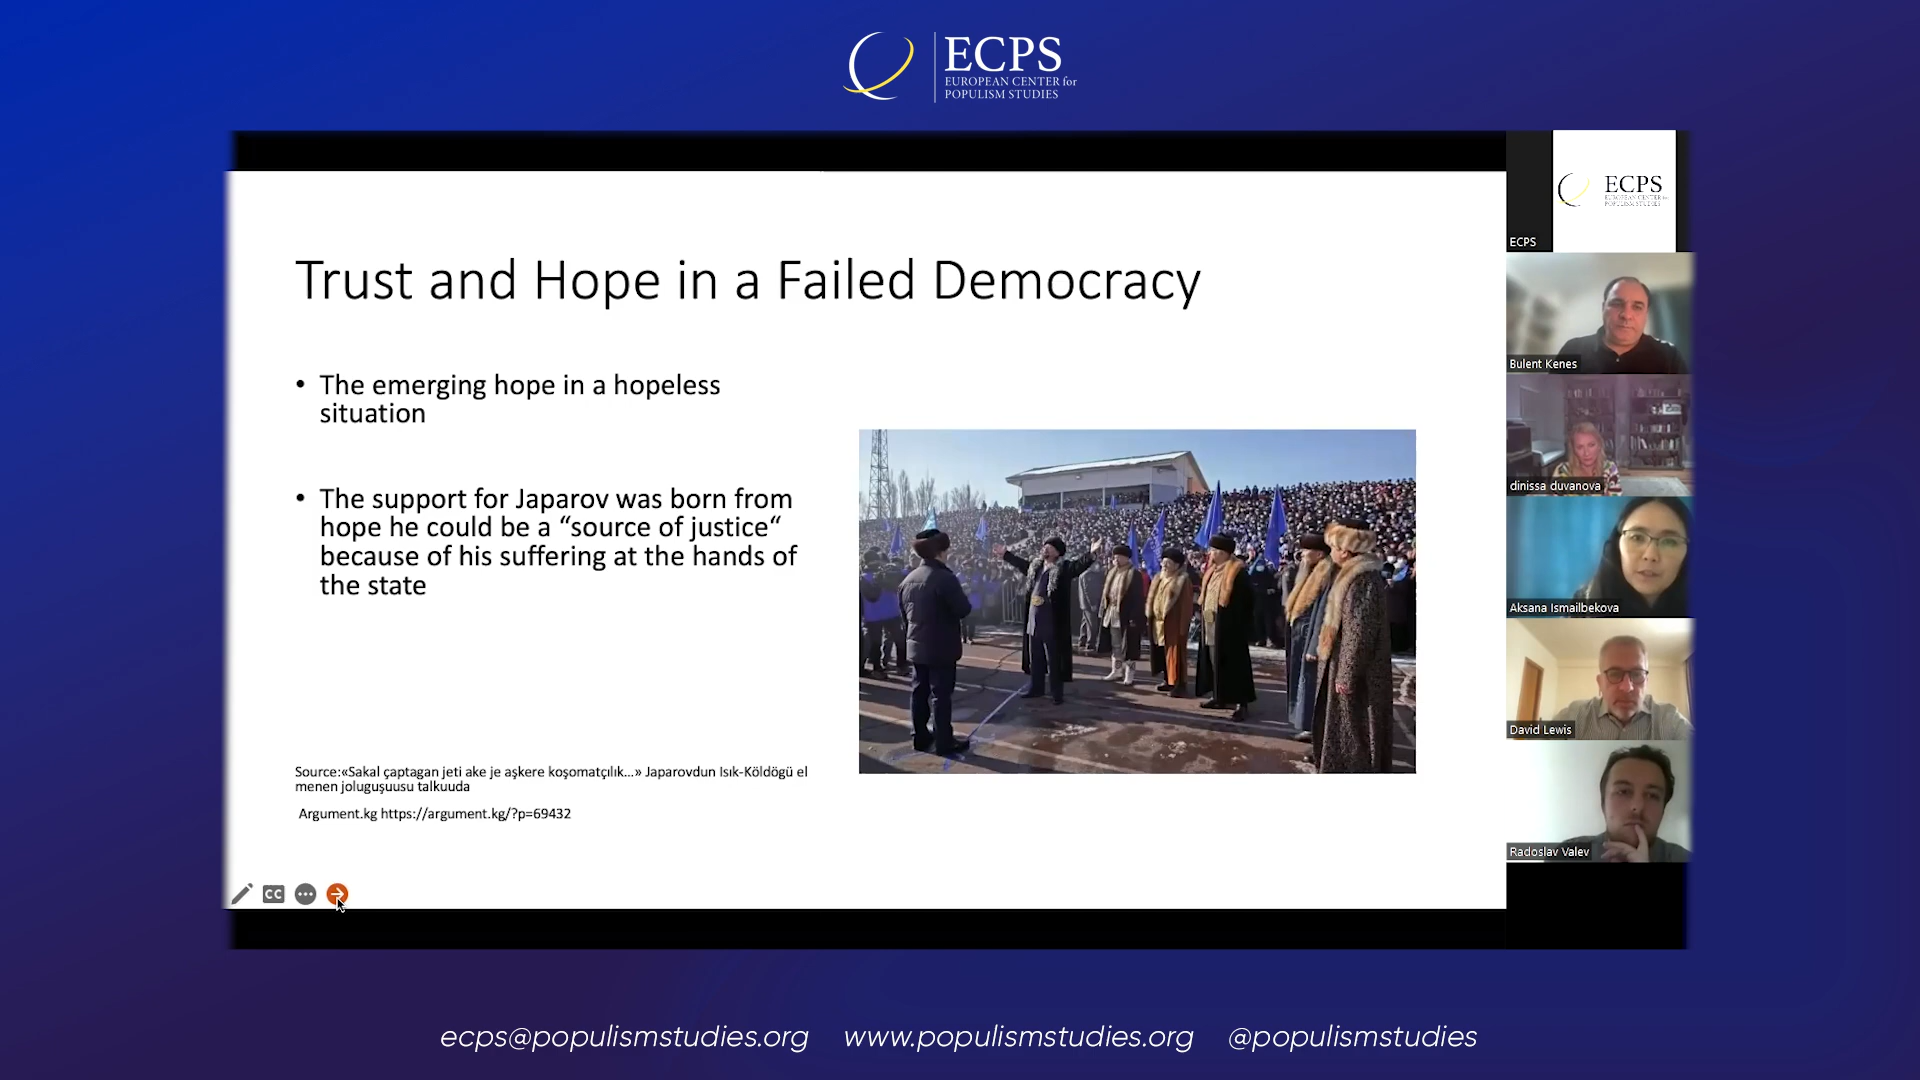 ECPS
EUROPEAN CENTER for
POPULISM STUDIES
Trust and Hope in a Failed Democracy
• The emerging hope in a hopeless
situation
• The support for Japarov was born from
hope he could be a “source of justice“
because of his suffering at the hands of
the state
Source:«Sakal çaptagan jeti ake je aşkere koşomatçılık...» Japarovdun Isık-Köldögü el
menen joluguşuusu talkuuda
Argument.kg https://argument.kg/?p=69432
CC
ECPS
EUROPEAN CENTER for
POPULISM STUDIES
ECPS
Bulent Kenes
dinissa duvanova
Aksana Ismailbekova
David Lewis
Radoslav Valev
ecps@populismstudies.org www.populismstudies.org @populismstudies